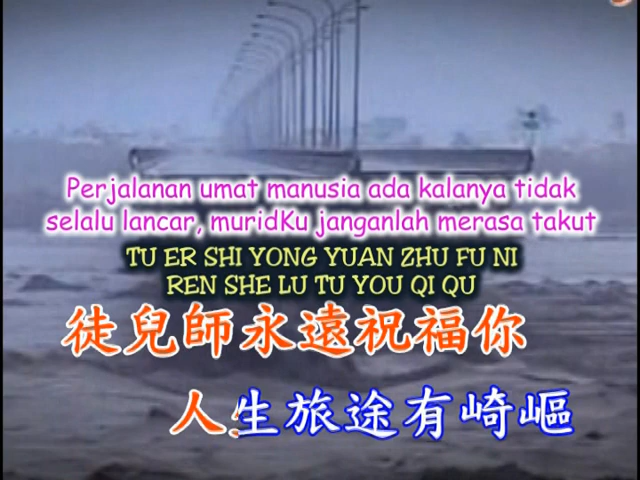 Perjalanan umat manusia ada kalanya tidak
selalu lancar, muridKu janganlah merasa takut
TU ER SHI YONG YUAN ZHU FU NI
REN SHE LU TU YOU QI QU
徒兒師永遠祝福你
人生旅途有崎嶇